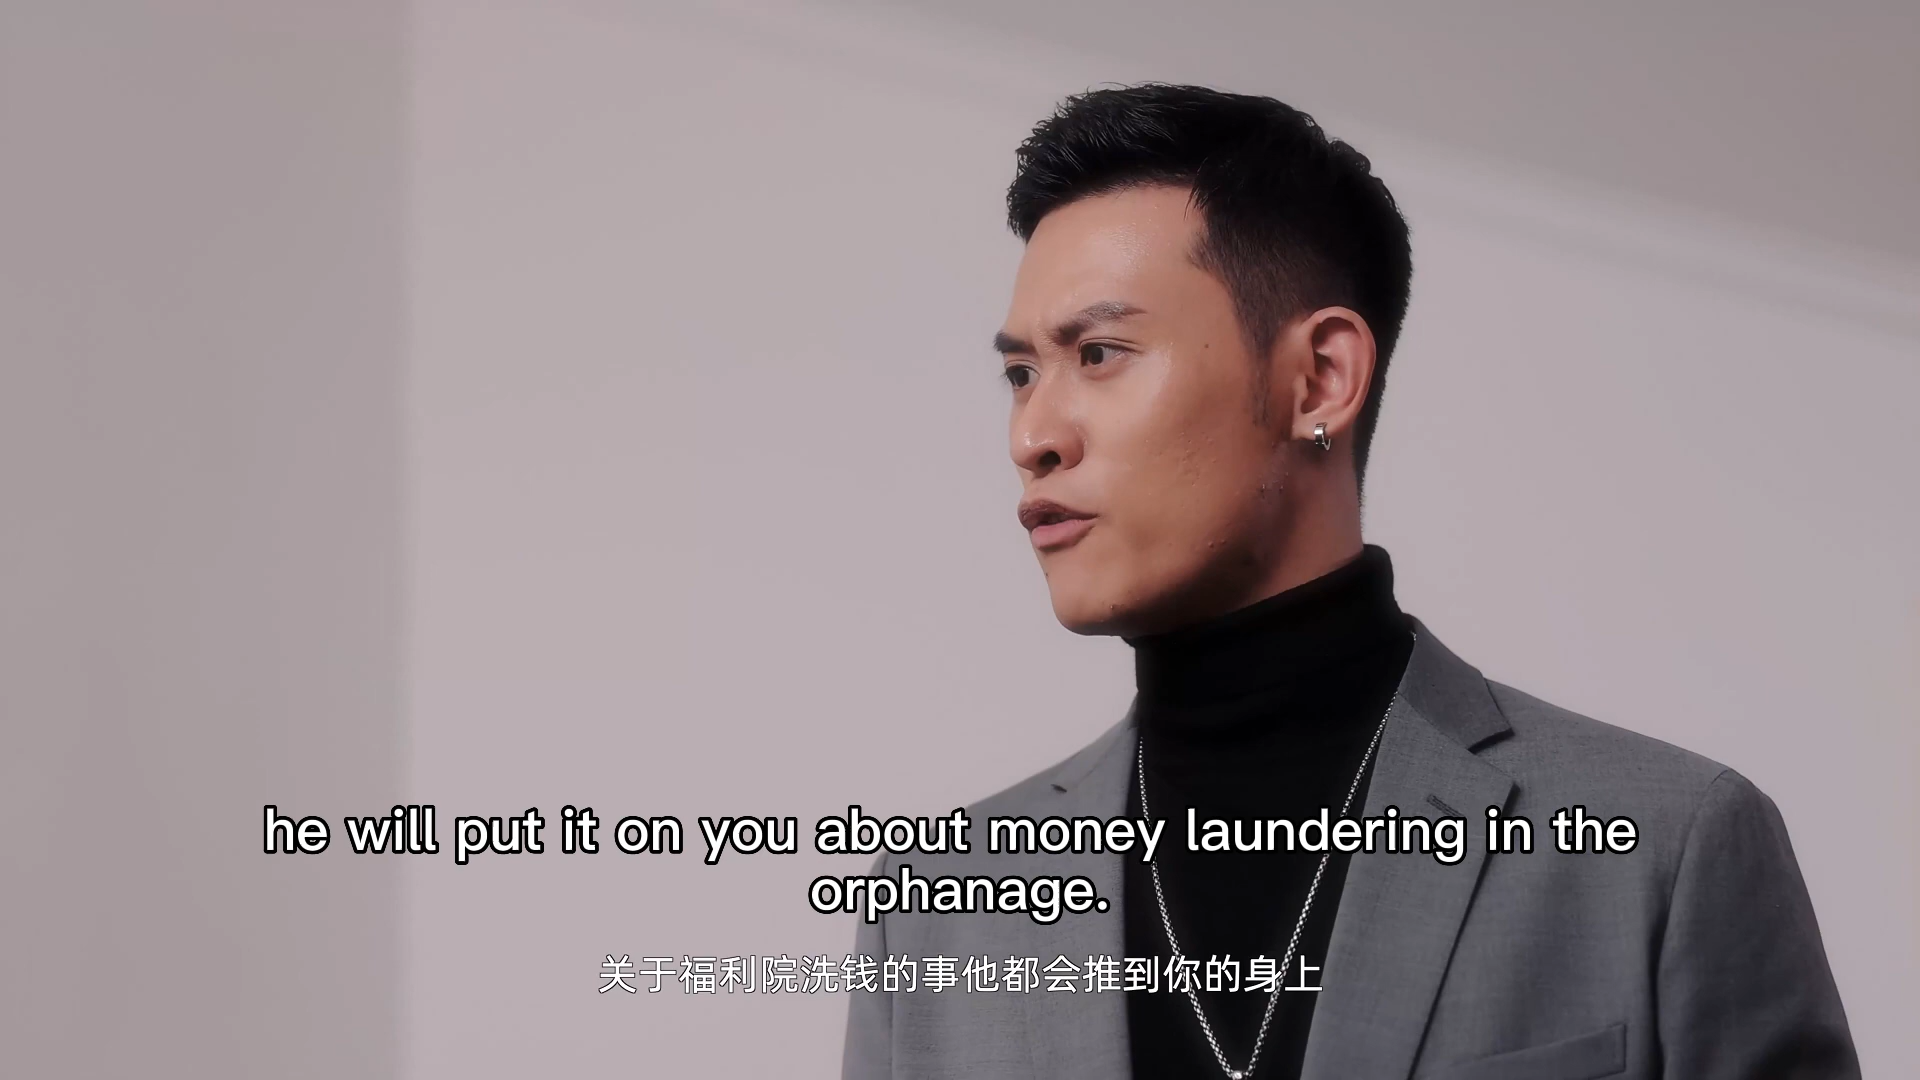 he will put it on you about money laundering in the
orphanage.
关于福利院洗钱的事他都会推到你的身上